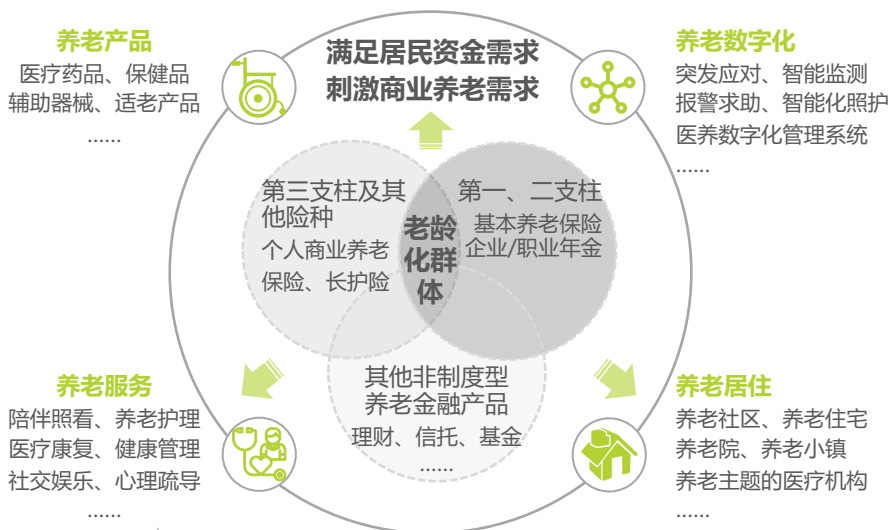 养老产品
医疗药品、保健品
辅助器械、适老产品
......
满足居民资金需求
刺激商业养老需求
养老数字化
突发应对、智能监测
报警求助、智能化照护
医养数字化管理系统
......
第三支柱及其
他险种
个人商业养老
保险、长护险
老龄
化群
体
第一、二支柱
基本养老保险
企业/职业年金
其他非制度型
养老金融产品
理财、信托、基金
......
养老服务
陪伴照看、养老护理
医疗康复、健康管理
社交娱乐、心理疏导
......
养老居住
养老社区、养老住宅
养老院、养老小镇
养老主题的医疗机构
......